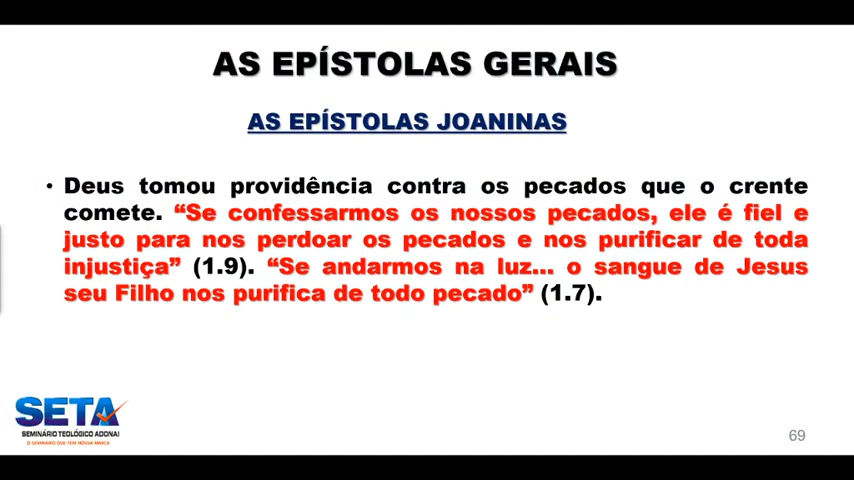 AS EPÍSTOLAS GERAIS
AS EPÍSTOLAS JOANINAS
• Deus tomou providência contra os pecados que o crente
comete. “Se confessarmos os nossos pecados, ele é fiel e
justo para nos perdoar os pecados e nos purificar de toda
injustiça” (1.9). “Se andarmos na luz... o sangue de Jesus
seu Filho nos purifica de todo pecado” (1.7).
SETA
SEMINÁRIO TEOLÓGICO ADONAI
O SEMINÁRIO QUE TEM NOSSA MARCA
69